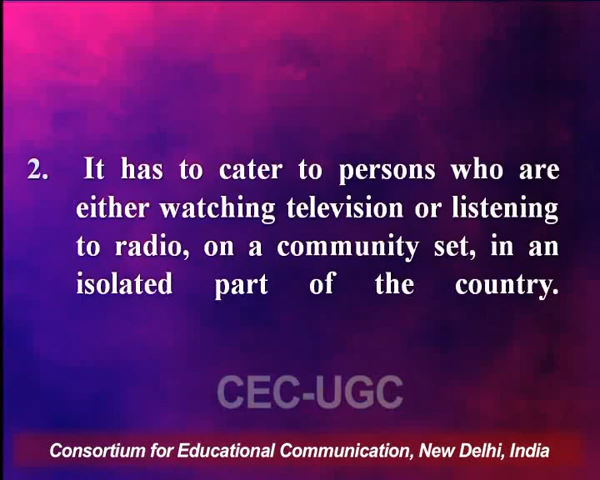 2. It has to cater to persons who are
either watching television or listening
to radio, on a community set, in an
isolated part of the country.
CEC-UGC
Consortium for Educational Communication, New Delhi, India